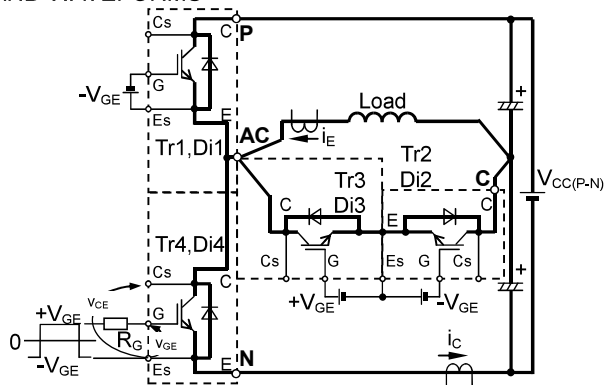 AND WAVEFORMS
Cs
C
P
G
-VGE
Es
E
AC
Load
iE
Tr1,Di1
Tr2
Di2
Tr3
Di3
C
C
C
E
VCC(P-N)
+
Tr4,Di4
Cs
C
Cs
G
Es
G
Cs
+VGE
-VGE
+
vCE
+VGE
0
-VGE
RG
vGE
G
Es
E
N
iC